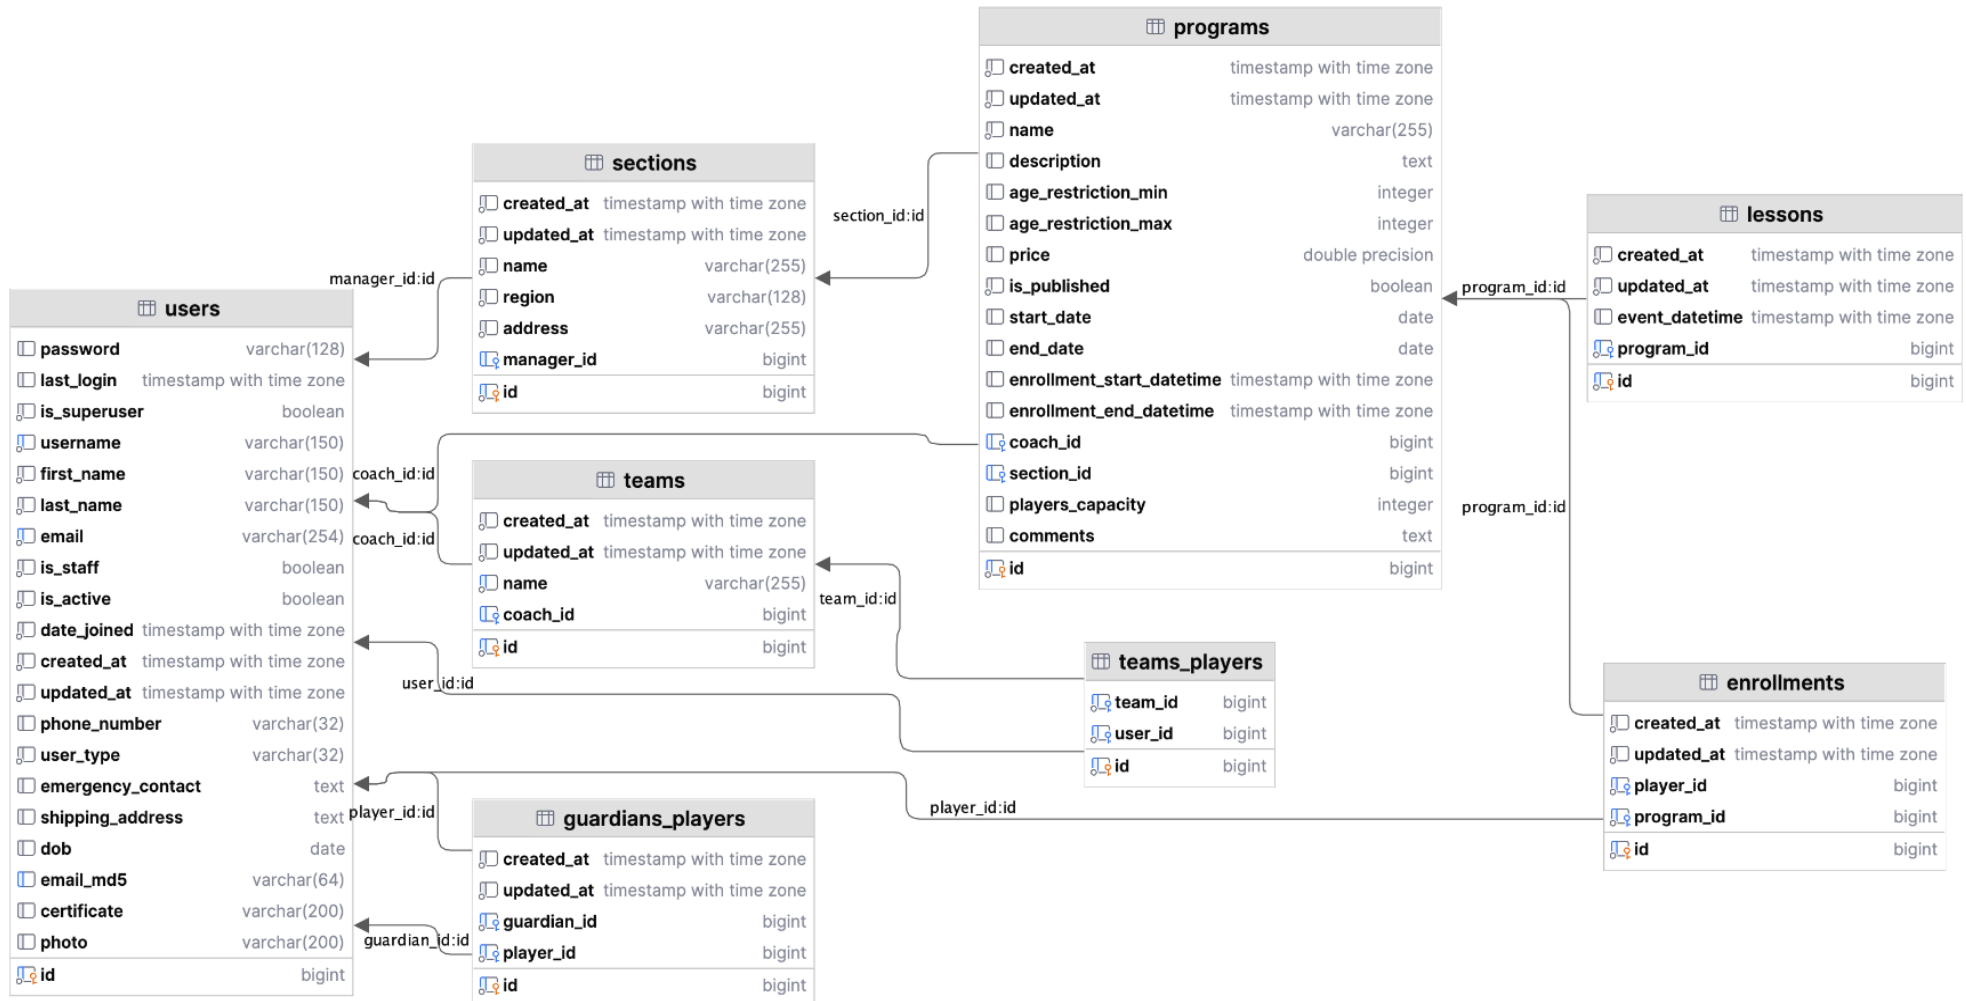 programs
created_at timestamp with time zone
updated_at timestamp with time zone
name varchar(255)
description text
age_restriction_min integer
age_restriction_max integer
price double precision
is_published boolean
start_date date
end_date date
enrollment_start_datetime timestamp with time zone
enrollment_end_datetime timestamp with time zone
coach_id bigint
section_id bigint
players_capacity integer
comments text
id bigint
sections
created_at timestamp with time zone
updated_at timestamp with time zone
name varchar(255)
region varchar(128)
address varchar(255)
manager_id bigint
id bigint
section_id:id
manager_id:id
lessons
created_at timestamp with time zone
updated_at timestamp with time zone
event_datetime timestamp with time zone
program_id bigint
id bigint
program_id:id
program_id:id
users
password varchar(128)
last_login timestamp with time zone
is_superuser boolean
username varchar(150)
first_name varchar(150)
last_name varchar(150)
email varchar(254)
is_staff boolean
is_active boolean
date_joined timestamp with time zone
created_at timestamp with time zone
updated_at timestamp with time zone
phone_number varchar(32)
user_type varchar(32)
emergency_contact text
shipping_address text
dob date
email_md5 varchar(64)
certificate varchar(200)
photo varchar(200)
id bigint
coach_id:id
coach_id:id
teams
created_at timestamp with time zone
updated_at timestamp with time zone
name varchar(255)
coach_id bigint
id bigint
team_id:id
user_id:id
teams_players
team_id bigint
user_id bigint
id bigint
enrollments
created_at timestamp with time zone
updated_at timestamp with time zone
player_id bigint
program_id bigint
id bigint
player_id:id
player_id:id
guardians_players
created_at timestamp with time zone
updated_at timestamp with time zone
guardian_id bigint
player_id bigint
id bigint
guardian_id:id